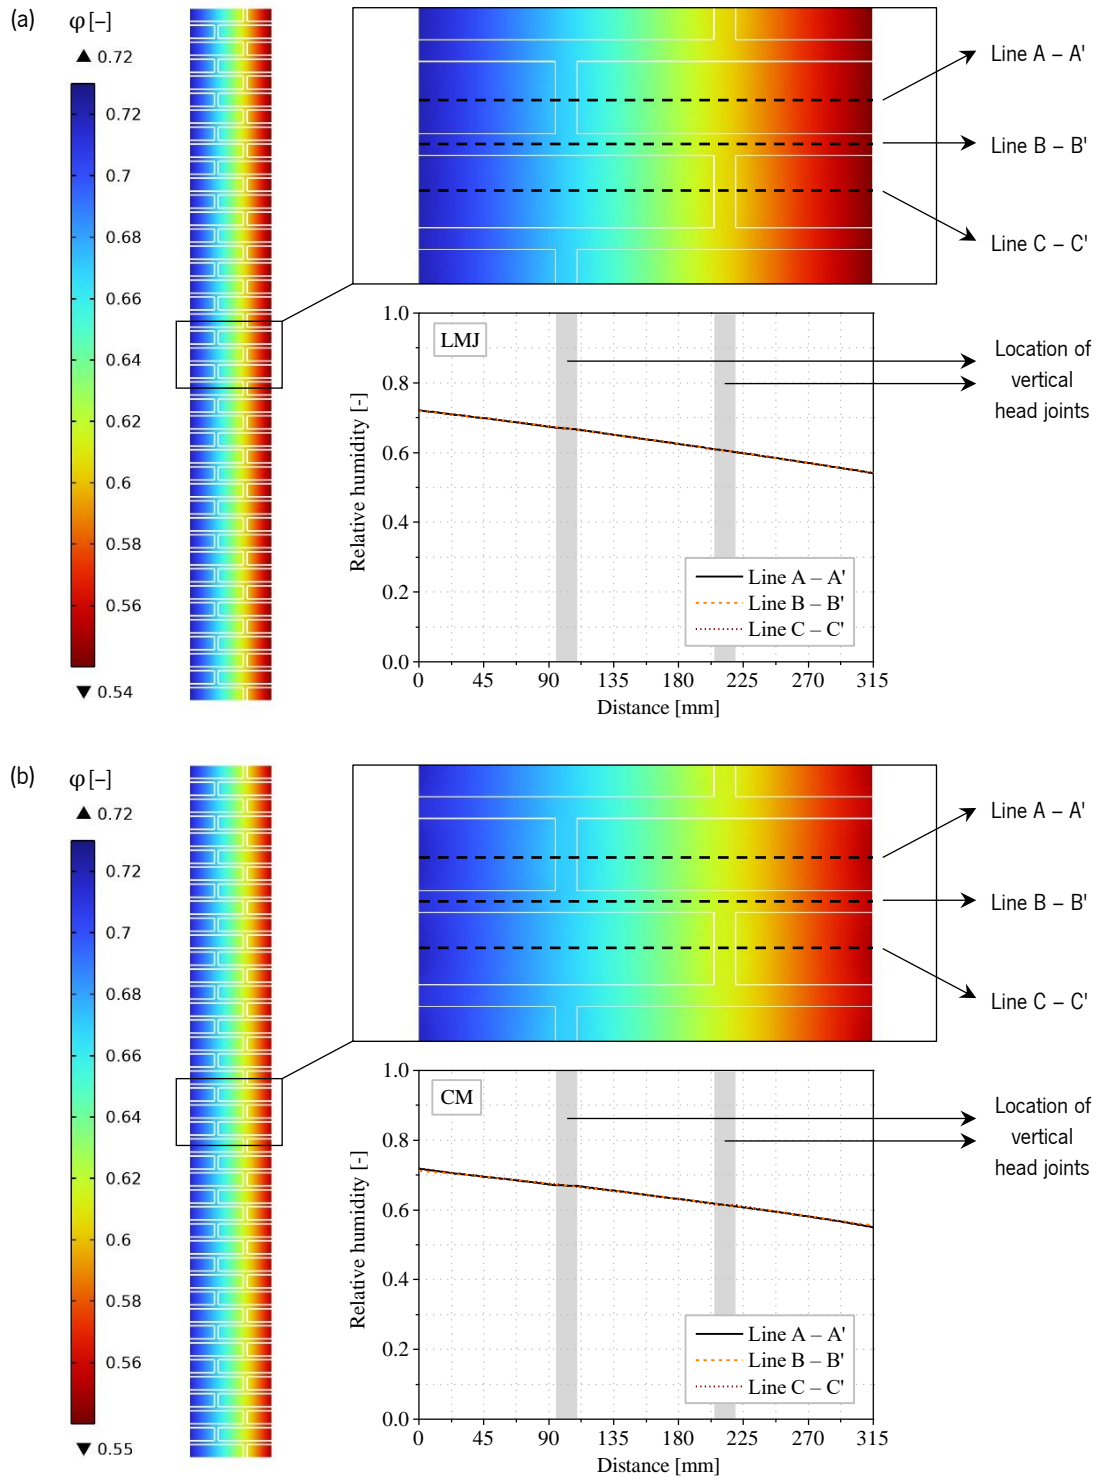 (a)
φ [–]
▲ 0.72
0.72
0.7
0.68
0.66
0.64
0.62
0.6
0.58
0.56
▼ 0.54
Line A – A'
Line B – B'
Line C – C'
LMJ
Relative humidity [-]
1.0
0.8
0.6
0.4
0.2
0.0
Line A – A'
Line B – B'
Line C – C'
0 45 90 135 180 225 270 315
Distance [mm]
Location of
vertical
head joints
(b)
φ [–]
▲ 0.72
0.72
0.7
0.68
0.66
0.64
0.62
0.6
0.58
0.56
▼ 0.55
Line A – A'
Line B – B'
Line C – C'
CM
Relative humidity [-]
1.0
0.8
0.6
0.4
0.2
0.0
Line A – A'
Line B – B'
Line C – C'
0 45 90 135 180 225 270 315
Distance [mm]
Location of
vertical
head joints